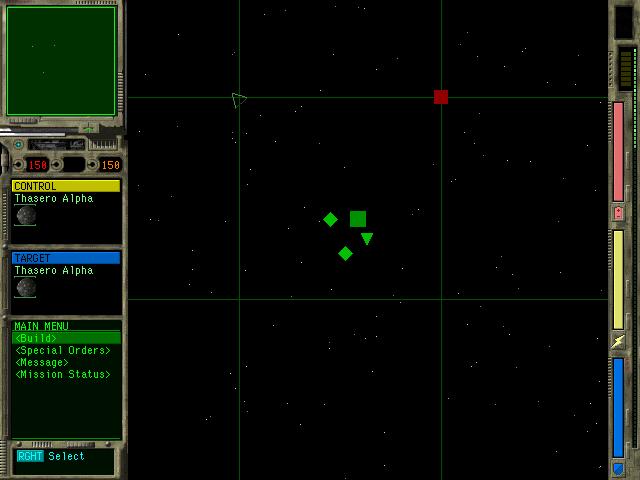 150
150
CONTROL
Thasero Alpha
TARGET
Thasero Alpha
MAIN MENU
<Build>
<Special Orders>
<Message>
<Mission Status>
RGHT Select